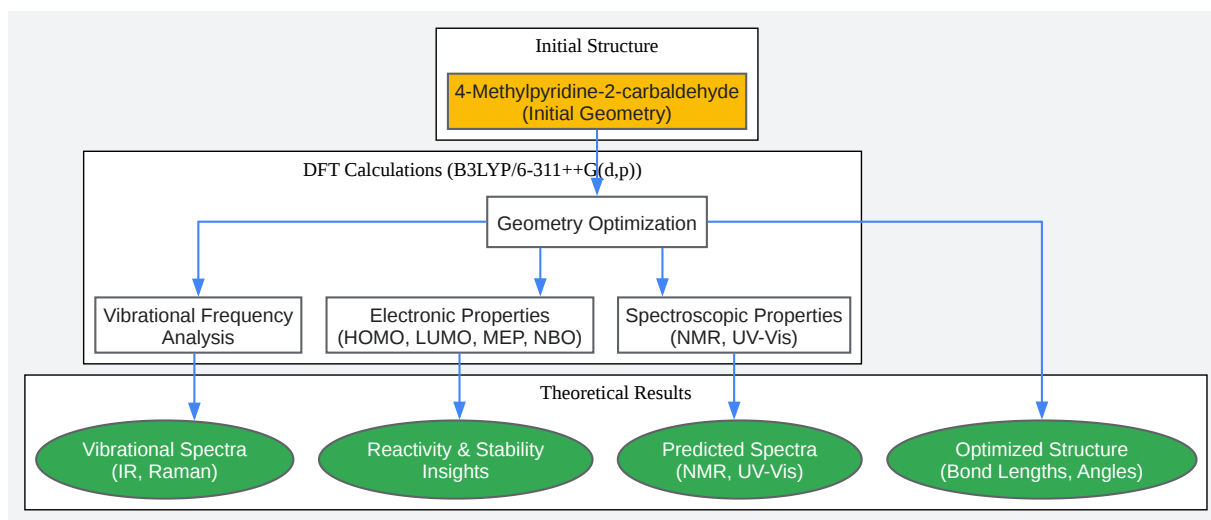 Initial Structure
4-Methylpyridine-2-carbaldehyde
(Initial Geometry)
DFT Calculations (B3LYP/6-311++G(d,p))
Geometry Optimization
Vibrational Frequency
Analysis
Electronic Properties
(HOMO, LUMO, MEP, NBO)
Spectroscopic Properties
(NMR, UV-Vis)
Theoretical Results
Vibrational Spectra
(IR, Raman)
Reactivity & Stability
Insights
Predicted Spectra
(NMR, UV-Vis)
Optimized Structure
(Bond Lengths, Angles)